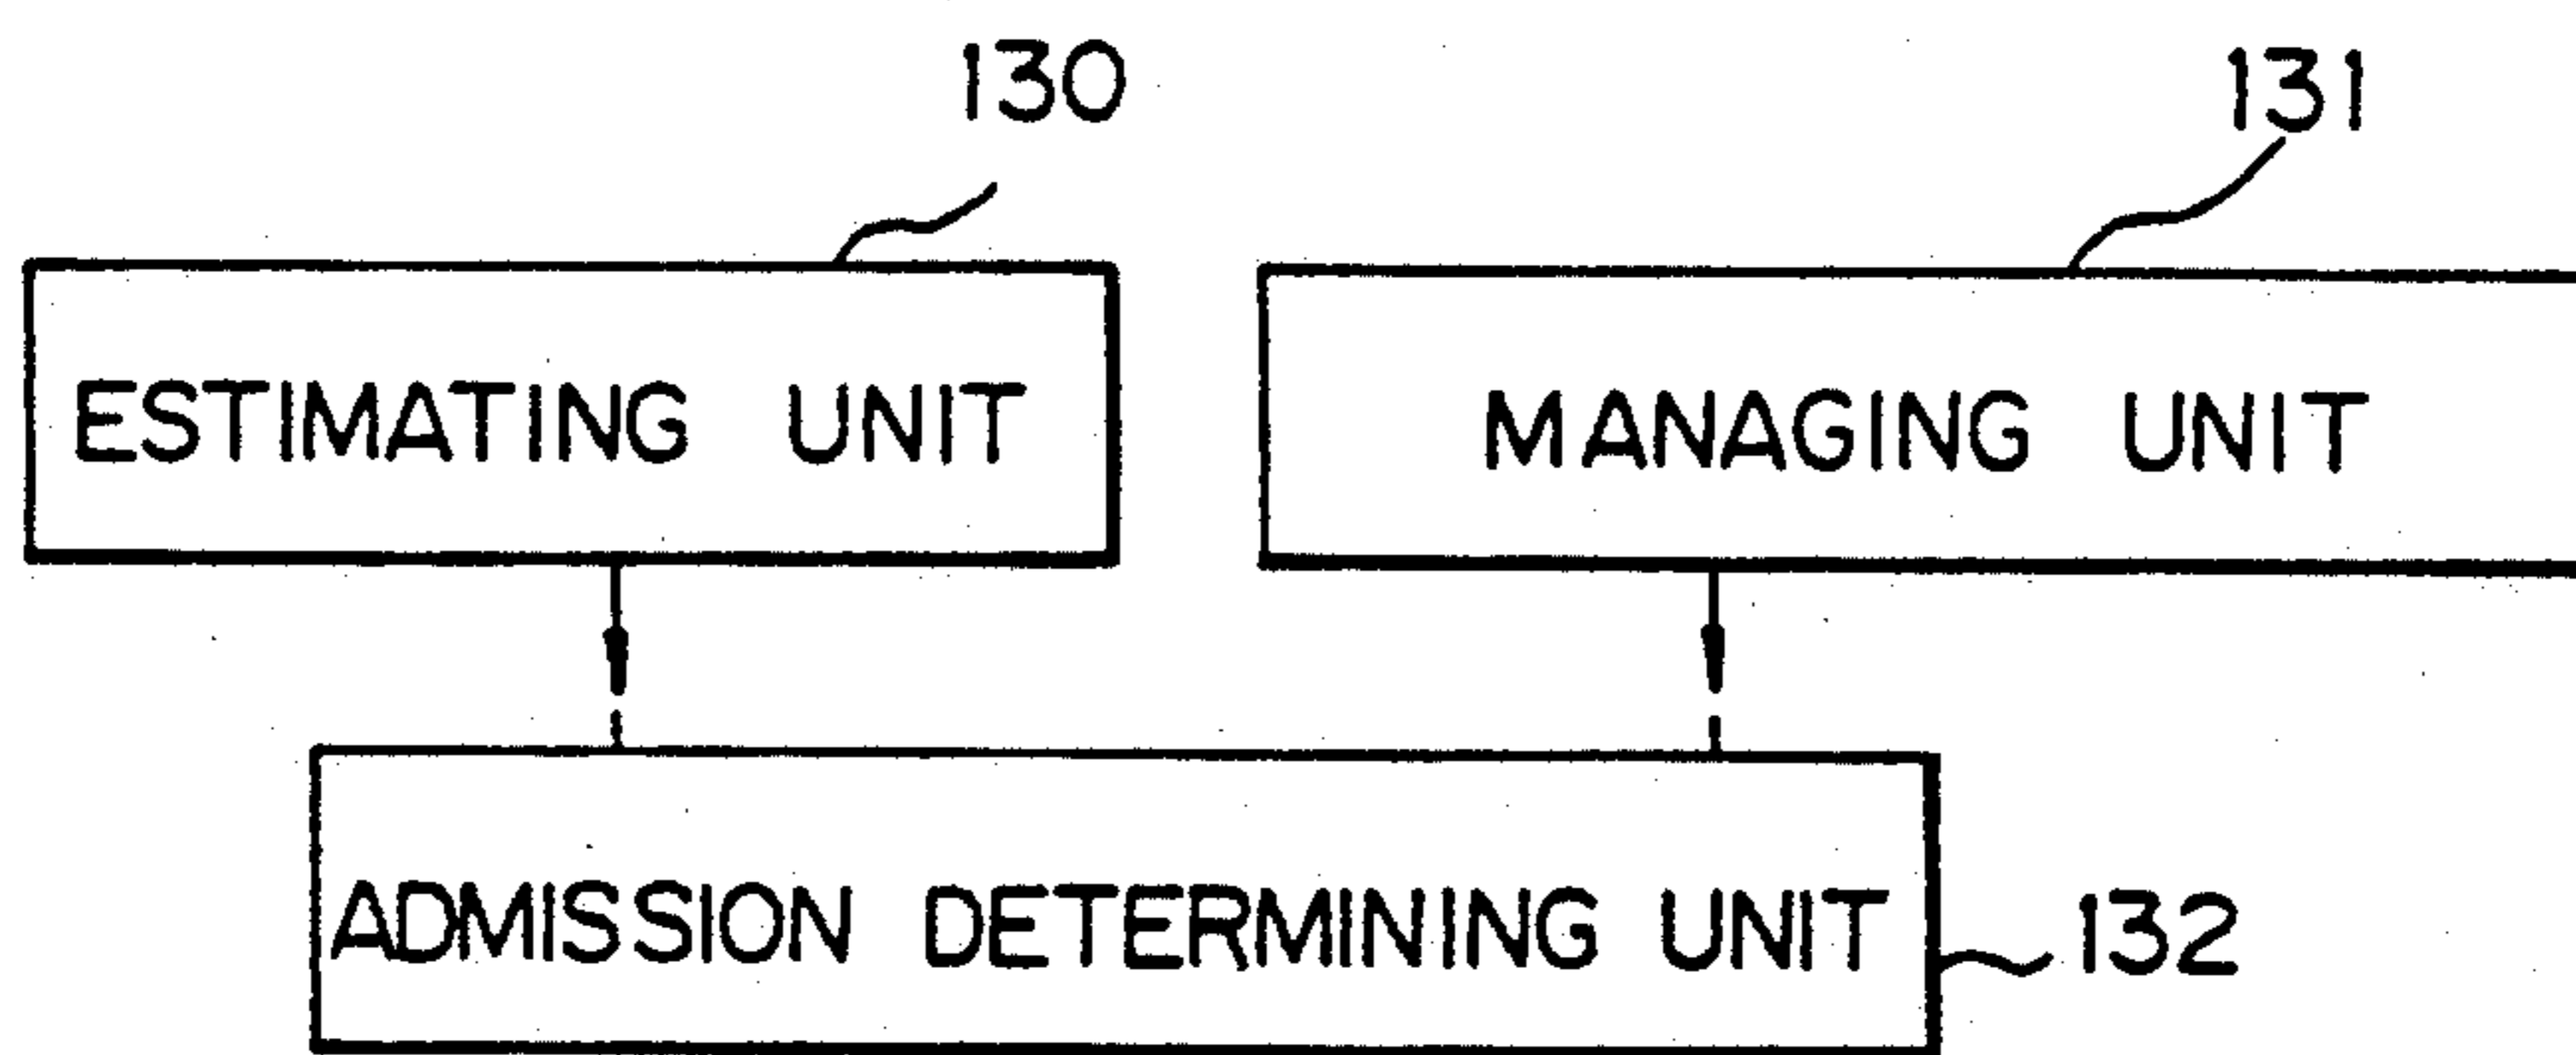 130
131
ESTIMATING UNIT
MANAGING UNIT
ADMISSION DETERMINING UNIT
132